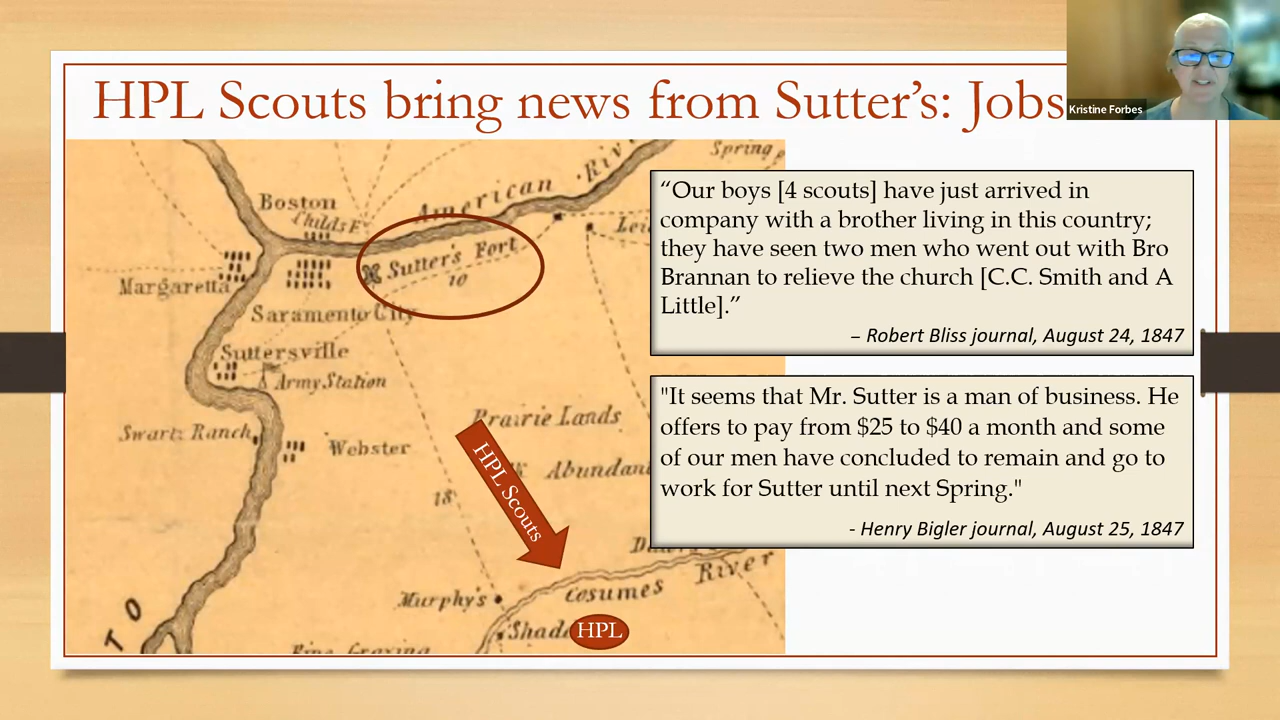 HPL Scouts bring news from Sutter's: Jobs
Kristine Forbes
“Our boys [4 scouts] have just arrived in
company with a brother living in this country;
they have seen two men who went out with Bro
Brannan to relieve the church [C.C. Smith and A
Little].”
– Robert Bliss journal, August 24, 1847
"It seems that Mr. Sutter is a man of business. He
offers to pay from $25 to $40 a month and some
of our men have concluded to remain and go to
work for Sutter until next Spring."
- Henry Bigler journal, August 25, 1847
Spring
American River
Boston
Childs F
Sutter's Fort
10
Margaretta
Saramento City
Suttersville
Army Station
Prairie Lands
Swartz Ranch
Webster
Abundan
18
HPL Scouts
River
Cosumes
Murphy's
Shad
HPL
TO